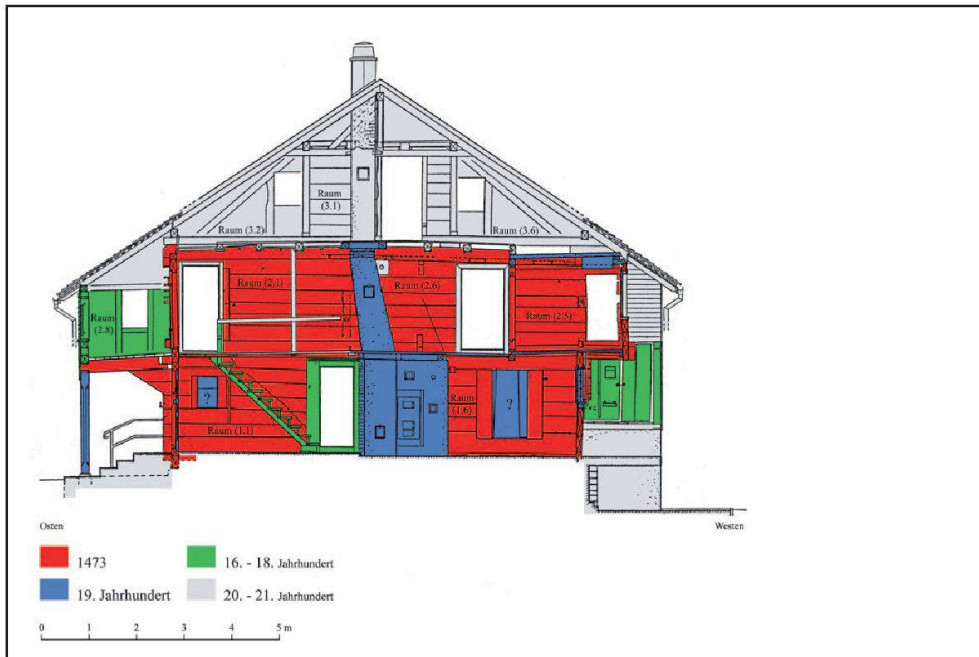 Raum
(3.1)
Raum (3.2)
Raum (3.6)
Raum
(2.8)
Raum (2.1)
Raum (2.6)
Raum (2.5)
?
Raum (1.1)
Raum
(1.6)
?
Osten
Westen
1473
16. - 18. Jahrhundert
19. Jahrhundert
20. - 21. Jahrhundert
0 1 2 3 4 5 m